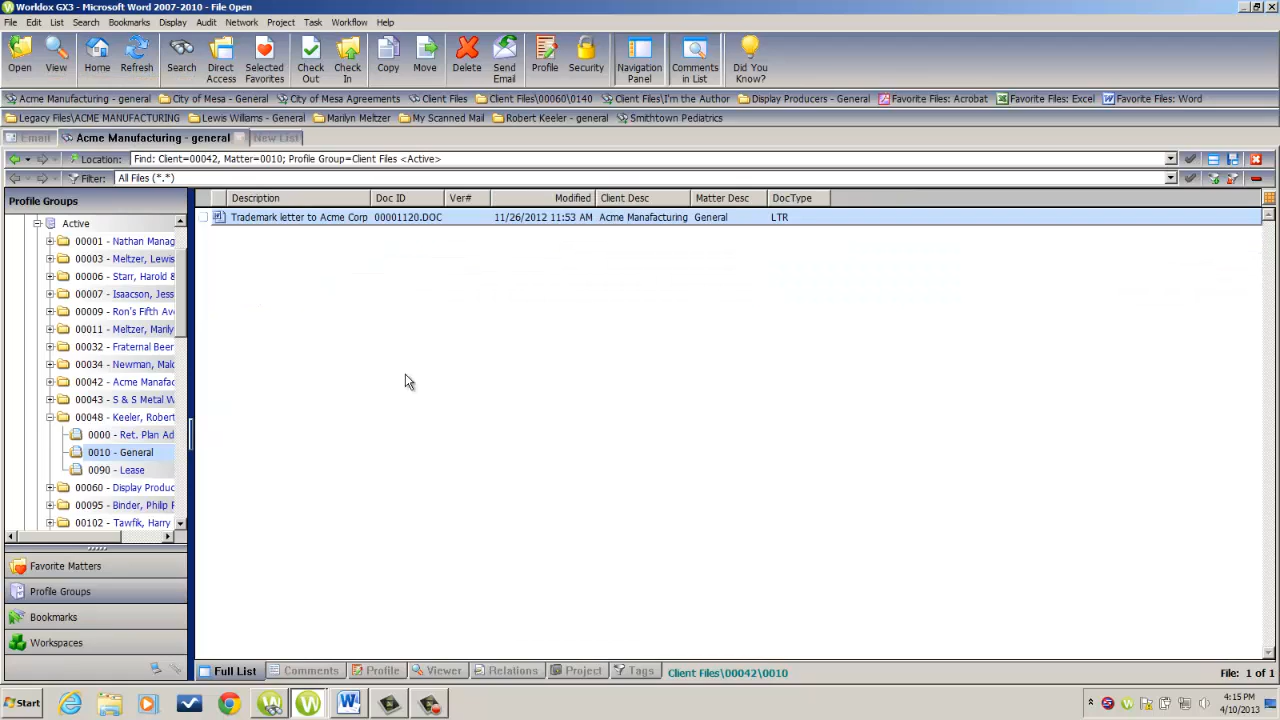 Worldox GX3 - Microsoft Word 2007-2010 - File Open
File Edit List Search Bookmarks Display Audit Network Project Task Workflow Help
Open View Home Refresh Search Direct Access Selected Favorites Check Out Check In Copy Move Delete Send Email Profile Security Navigation Panel Comments in List Did You Know?
Acme Manufacturing - general City of Mesa - General City of Mesa Agreements Client Files Client Files\00060\0140 Client Files\I'm the Author Display Producers - General Favorite Files: Acrobat Favorite Files: Excel Favorite Files: Word
Legacy Files\ACME MANUFACTURING Lewis Willams - General Marilyn Meltzer My Scanned Mail Robert Keeler - general Smithtown Pediatrics
Email Acme Manufacturing - general New List
Location: Find: Client=00042, Matter=0010; Profile Group=Client Files <Active>
Filter: All Files (*.*)
Profile Groups
Description Doc ID Ver# Modified Client Desc Matter Desc DocType
Trademark letter to Acme Corp 00001120.DOC 11/26/2012 11:53 AM Acme Manafacturing General LTR
Active
00001 - Nathan Manag
00003 - Meltzer, Lewis
00006 - Starr, Harold &
00007 - Isaacson, Jess
00009 - Ron's Fifth Av
00011 - Meltzer, Marily
00032 - Fraternal Beer
00034 - Newman, Malc
00042 - Acme Manafac
00043 - S & S Metal W
00048 - Keeler, Robert
0000 - Ret. Plan Ad
0010 - General
0090 - Lease
00060 - Display Produc
00095 - Binder, Philip F
00102 - Tawfik, Harry
Favorite Matters
Profile Groups
Bookmarks
Workspaces
Full List Comments Profile Viewer Relations Project Tags Client Files\00042\0010 File: 1 of 1
Start 4:15 PM
4/10/2013